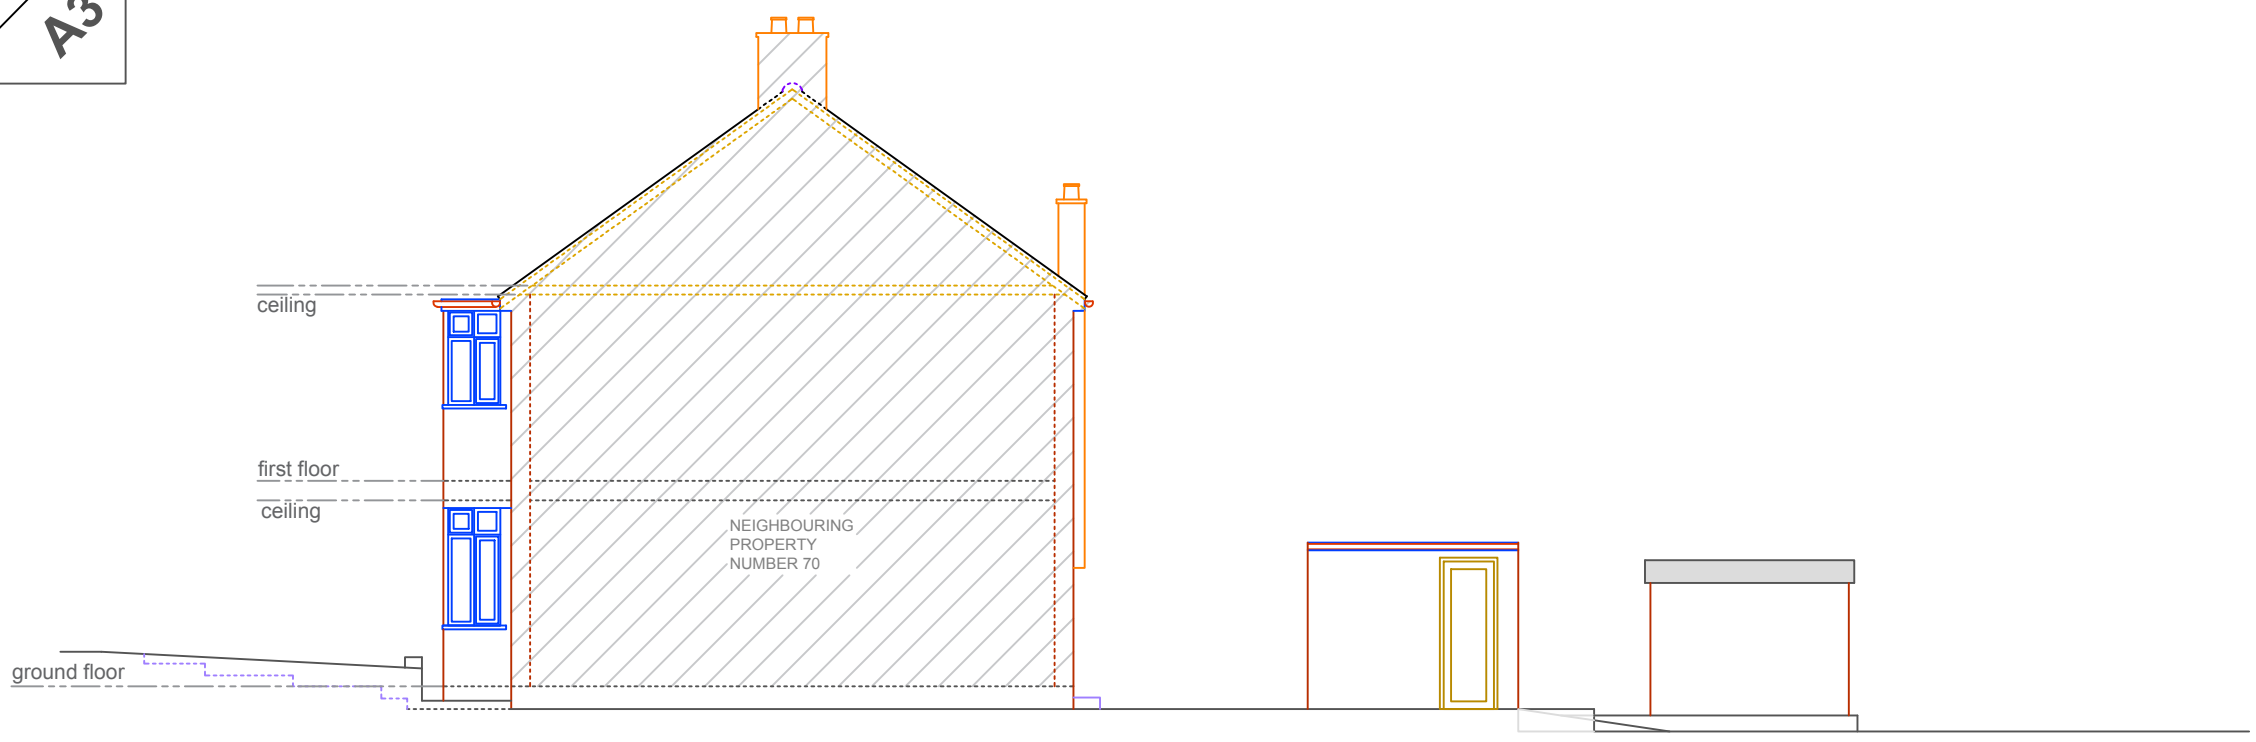 A3
ceiling
first floor
ceiling
NEIGHBOURING
PROPERTY
NUMBER 70
ground floor